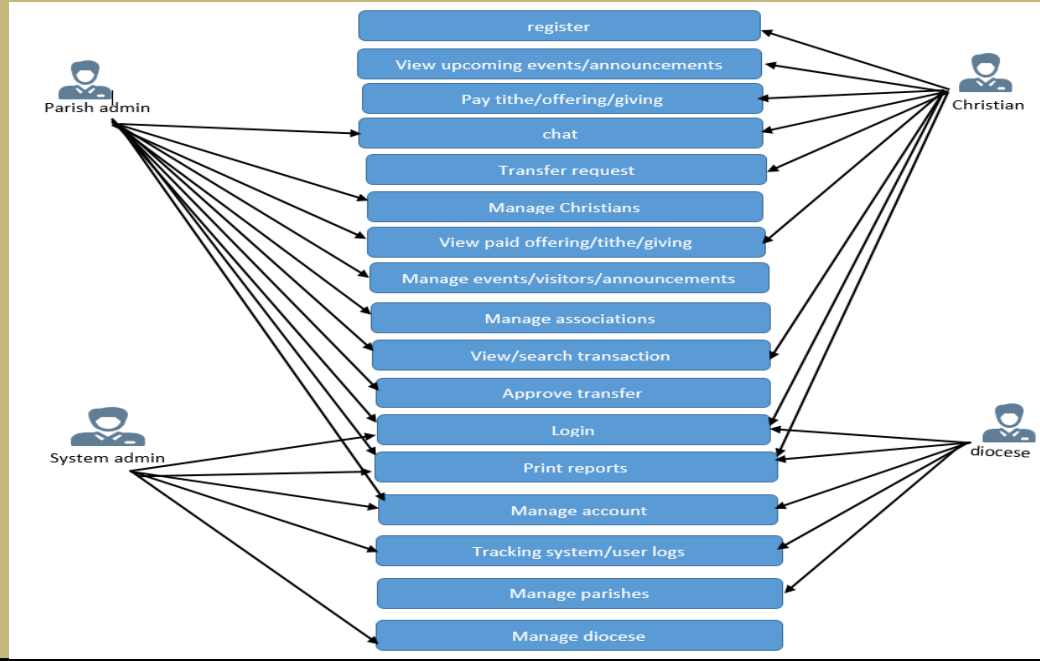 register
View upcoming events/announcements
Pay tithe/offering/giving
Parish admin
Christian
chat
Transfer request
Manage Christians
View paid offering/tithe/giving
Manage events/visitors/announcements
Manage associations
View/search transaction
Approve transfer
Login
System admin
diocese
Print reports
Manage account
Tracking system/user logs
Manage parishes
Manage diocese